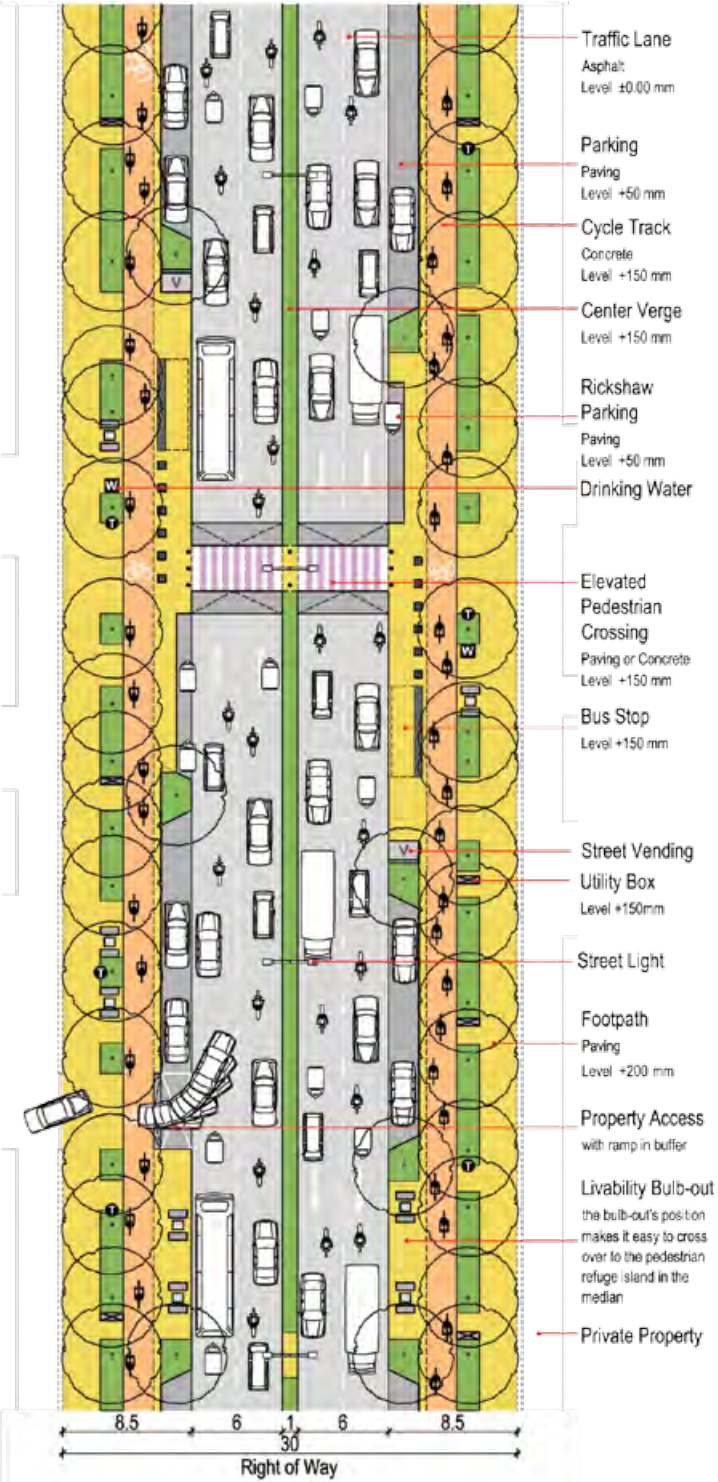 Traffic Lane
Asphalt
Level ±0.00 mm
Parking
Paving
Level +50 mm
Cycle Track
Concrete
Level +150 mm
Center Verge
Level +150 mm
Rickshaw
Parking
Paving
Level +50 mm
Drinking Water
Elevated
Pedestrian
Crossing
Paving or Concrete
Level +150 mm
Bus Stop
Level +150 mm
Street Vending
Utility Box
Level +150mm
Street Light
Footpath
Paving
Level +200 mm
Property Access
with ramp in buffer
Livability Bulb-out
the bulb-out's position
makes it easy to cross
over to the pedestrian
refuge island in the
median
Private Property
T
V
W
T
T
W
V
T
T
T
8.5 6 1 6 8.5
30
Right of Way